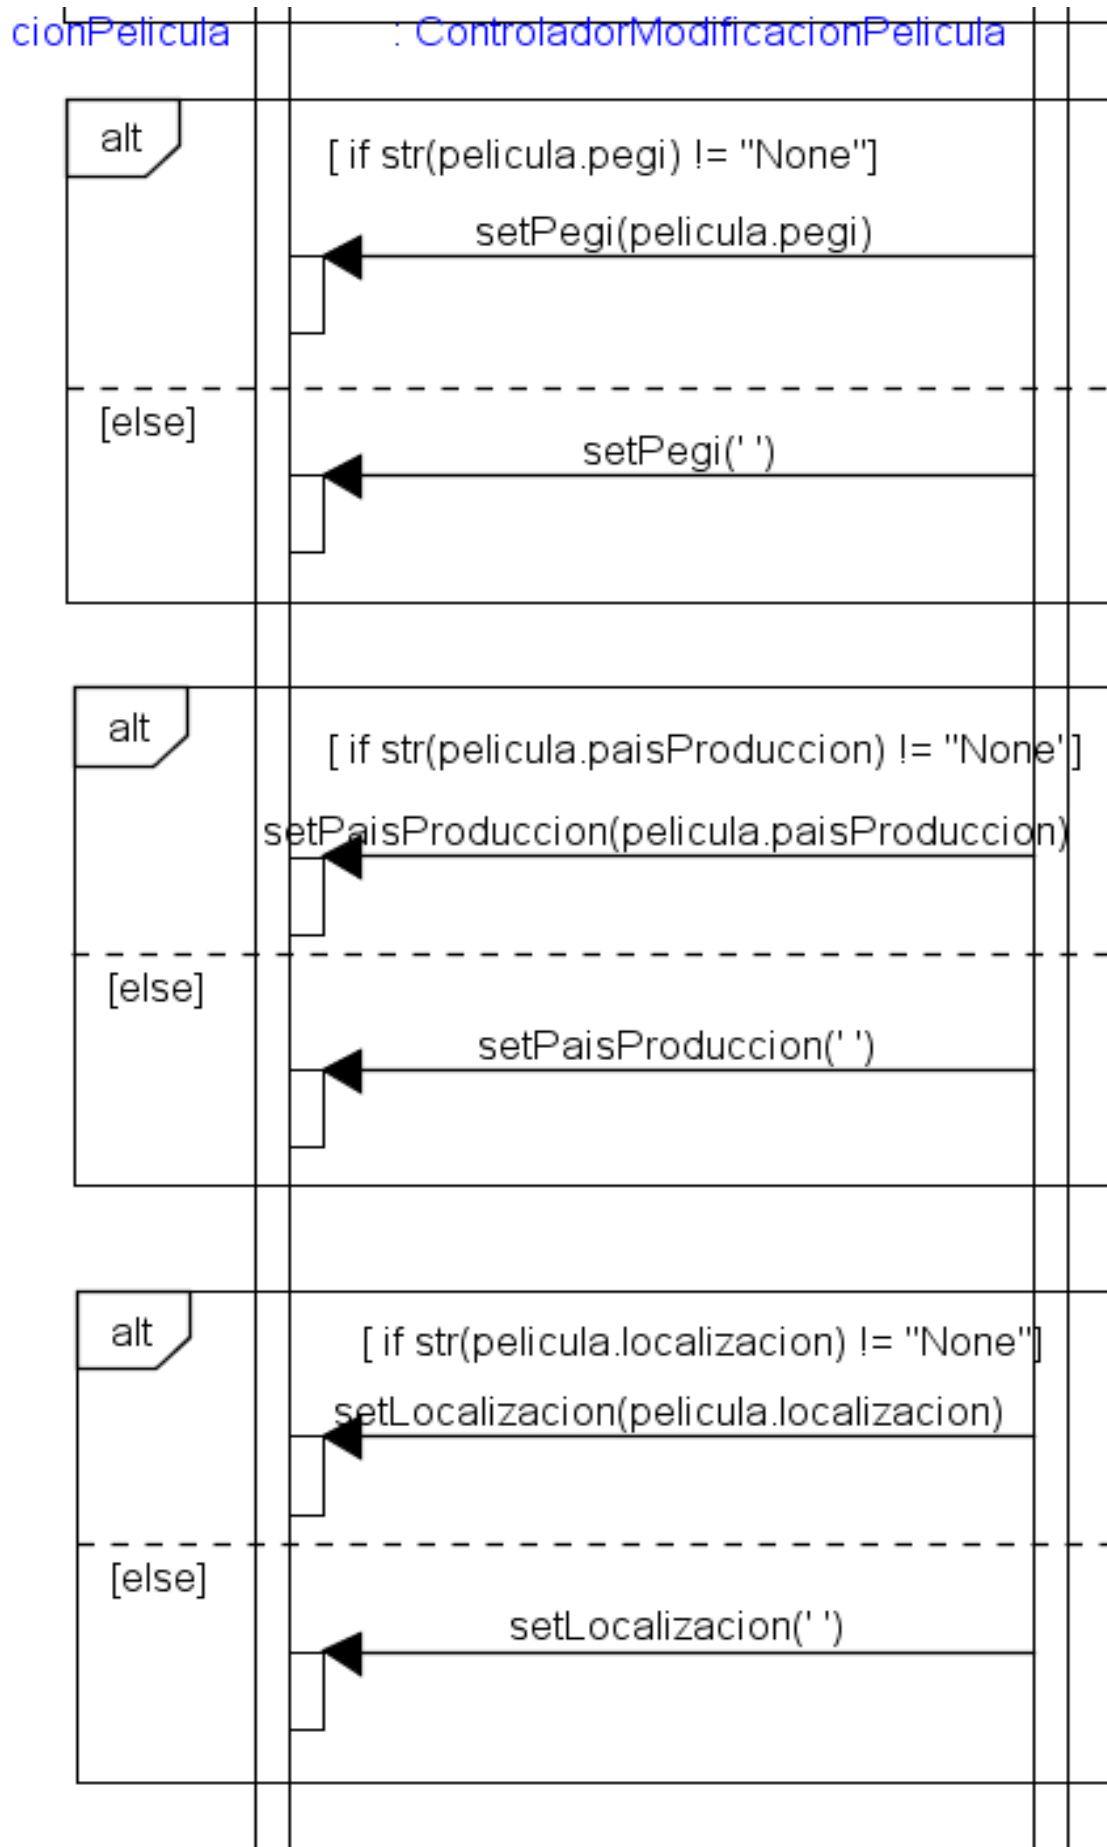 cionPelicula
: ControladorModificacionPelicula
alt
[ if str(pelicula.pegi) != "None"]
setPegi(pelicula.pegi)
[else]
setPegi(' ')
alt
[ if str(pelicula.paisProduccion) != "None"]
setPaisProduccion(pelicula.paisProduccion)
[else]
setPaisProduccion(' ')
alt
[ if str(pelicula.localizacion) != "None"]
setLocalizacion(pelicula.localizacion)
[else]
setLocalizacion(' ')